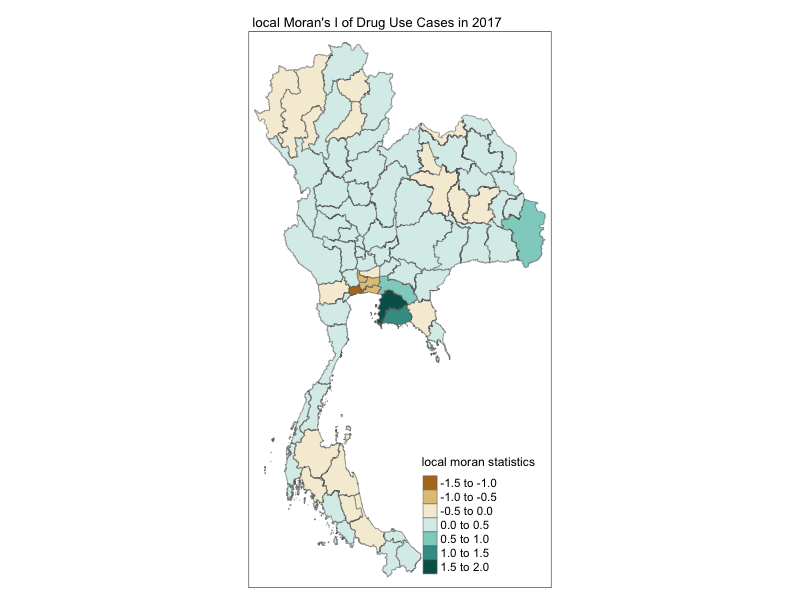 local Moran's I of Drug Use Cases in 2017
local moran statistics
-1.5 to -1.0
-1.0 to -0.5
-0.5 to 0.0
0.0 to 0.5
0.5 to 1.0
1.0 to 1.5
1.5 to 2.0